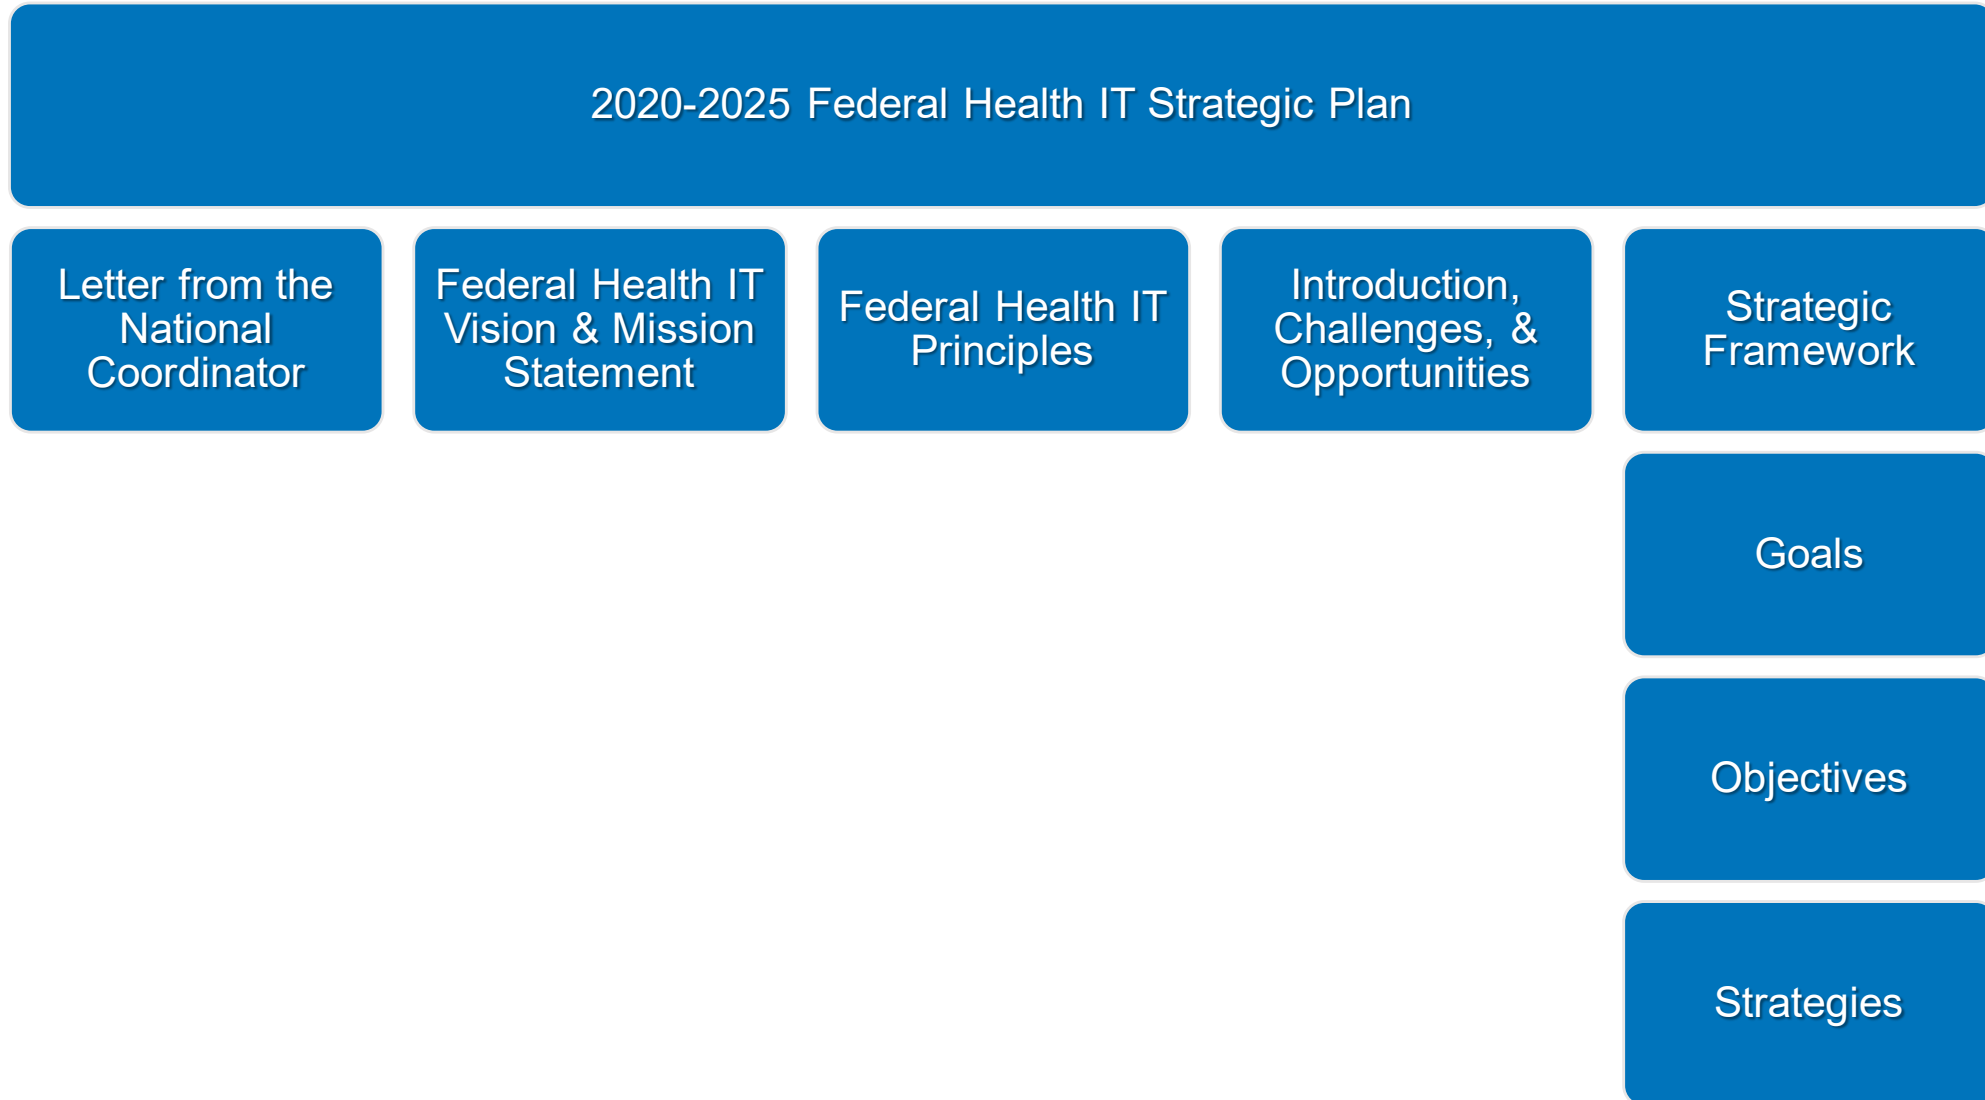 2020-2025 Federal Health IT Strategic Plan
Letter from the
National
Coordinator
Federal Health IT
Vision & Mission
Statement
Federal Health IT
Principles
Introduction,
Challenges, &
Opportunities
Strategic
Framework
Goals
Objectives
Strategies